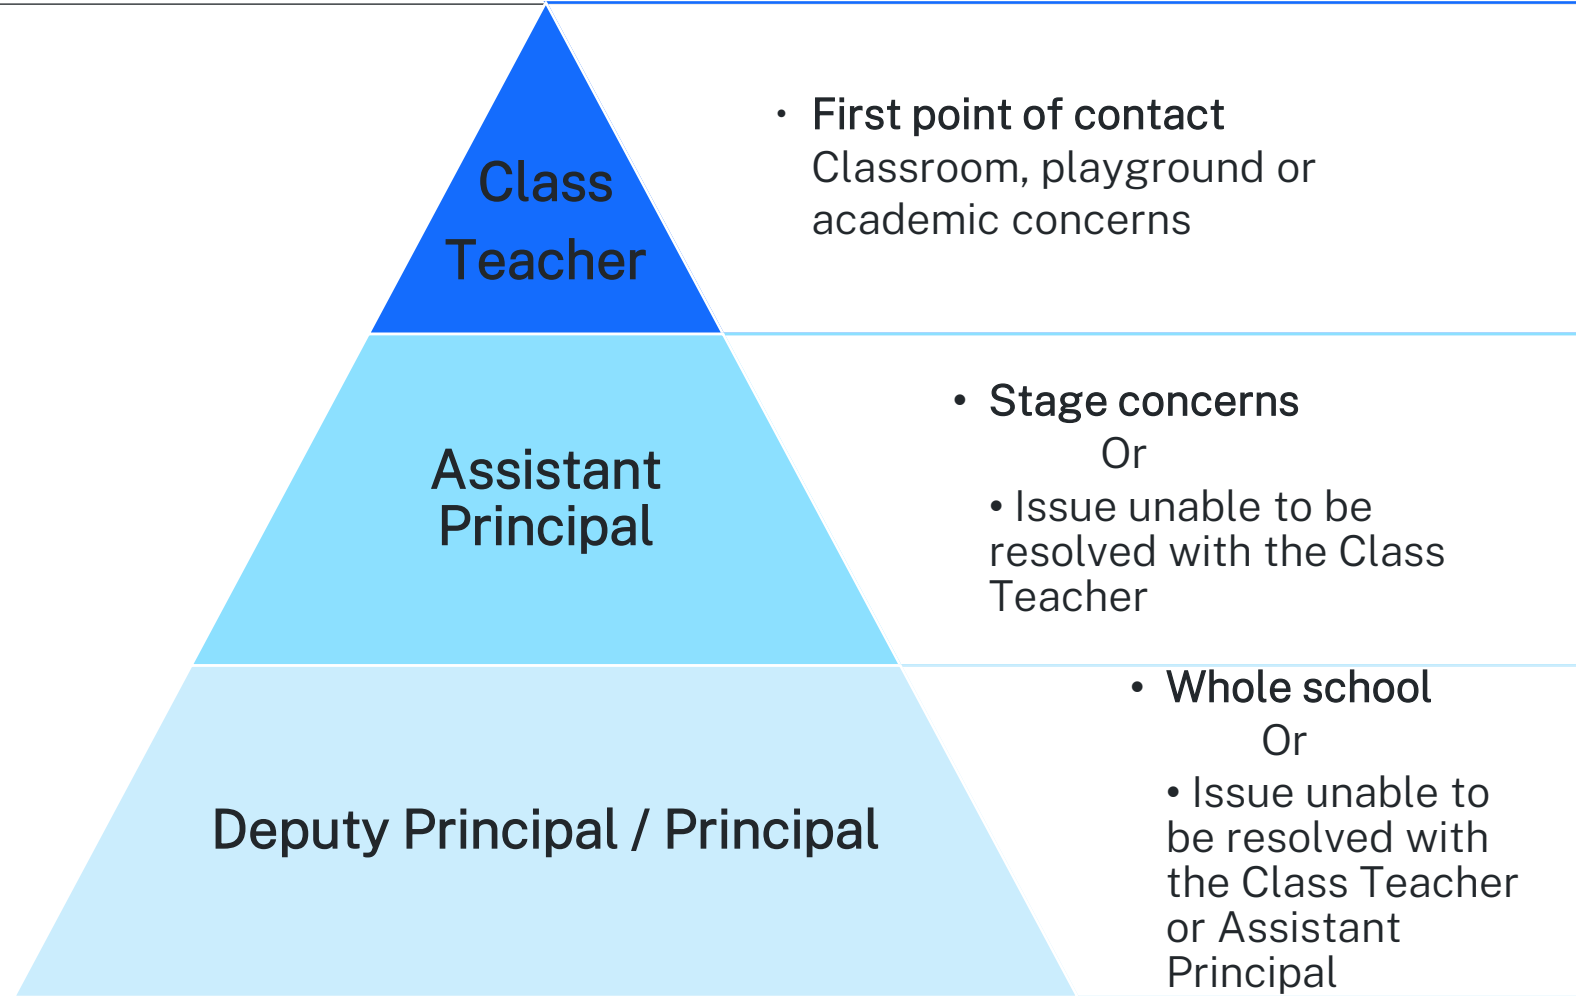 Class
Teacher
• First point of contact
Classroom, playground or
academic concerns
Assistant
Principal
• Stage concerns
Or
• Issue unable to be
resolved with the Class
Teacher
Deputy Principal / Principal
• Whole school
Or
• Issue unable to
be resolved with
the Class Teacher
or Assistant
Principal